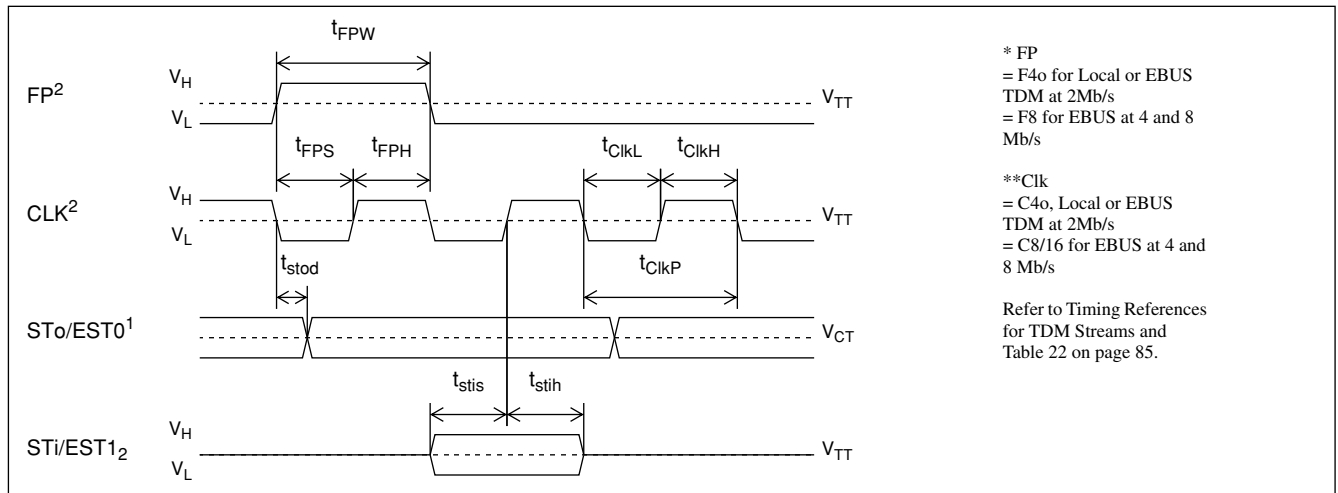 tFPW
VH
FP2
VL
VTT
tFPS tFPH tClkL tClkH
VH
CLK2
VL
VTT
tstod
tClkP
STo/EST01
VCT
tstis tstih
VH
STi/EST12
VL
VTT
* FP
= F4o for Local or EBUS
TDM at 2Mb/s
= F8 for EBUS at 4 and 8
Mb/s
**Clk
= C4o, Local or EBUS
TDM at 2Mb/s
= C8/16 for EBUS at 4 and
8 Mb/s
Refer to Timing References
for TDM Streams and
Table 22 on page 85.